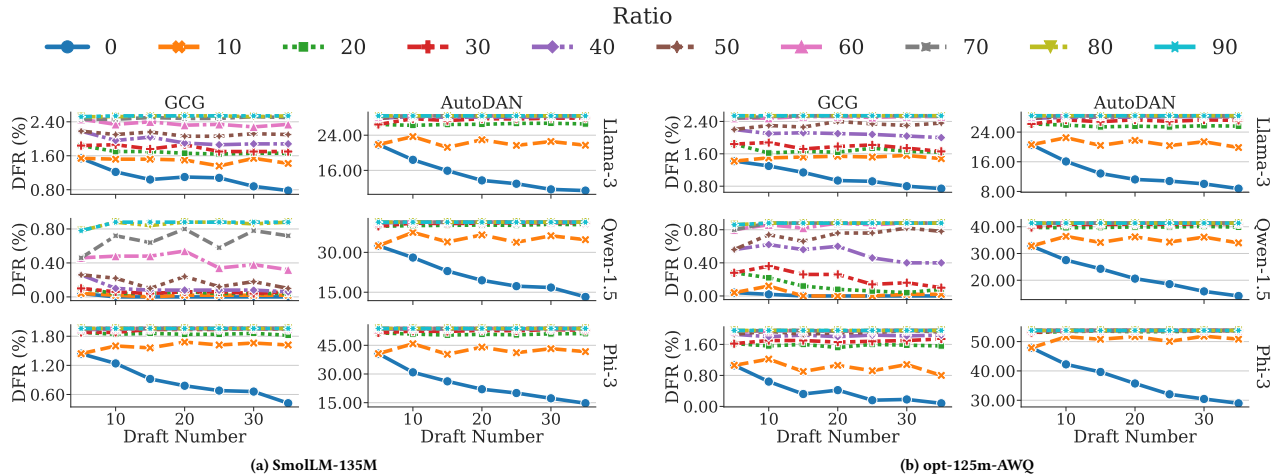 Ratio
0 10 20 30 40 50 60 70 80 90
GCG AutoDAN GCG AutoDAN
DFR (%) 2.40 1.60 0.80 24.00 16.00 Llama-3 DFR (%) 2.40 1.60 0.80 24.00 16.00 8.00 Llama-3
DFR (%) 0.80 0.40 0.00 30.00 15.00 Qwen-1.5 DFR (%) 0.80 0.40 0.00 40.00 30.00 20.00 Qwen-1.5
DFR (%) 1.80 1.20 0.60 45.00 30.00 15.00 Phi-3 DFR (%) 1.60 0.80 0.00 50.00 40.00 30.00 Phi-3
10 20 30 10 20 30 10 20 30 10 20 30
Draft Number Draft Number Draft Number Draft Number
(a) SmolLM-135M (b) opt-125m-AWQ